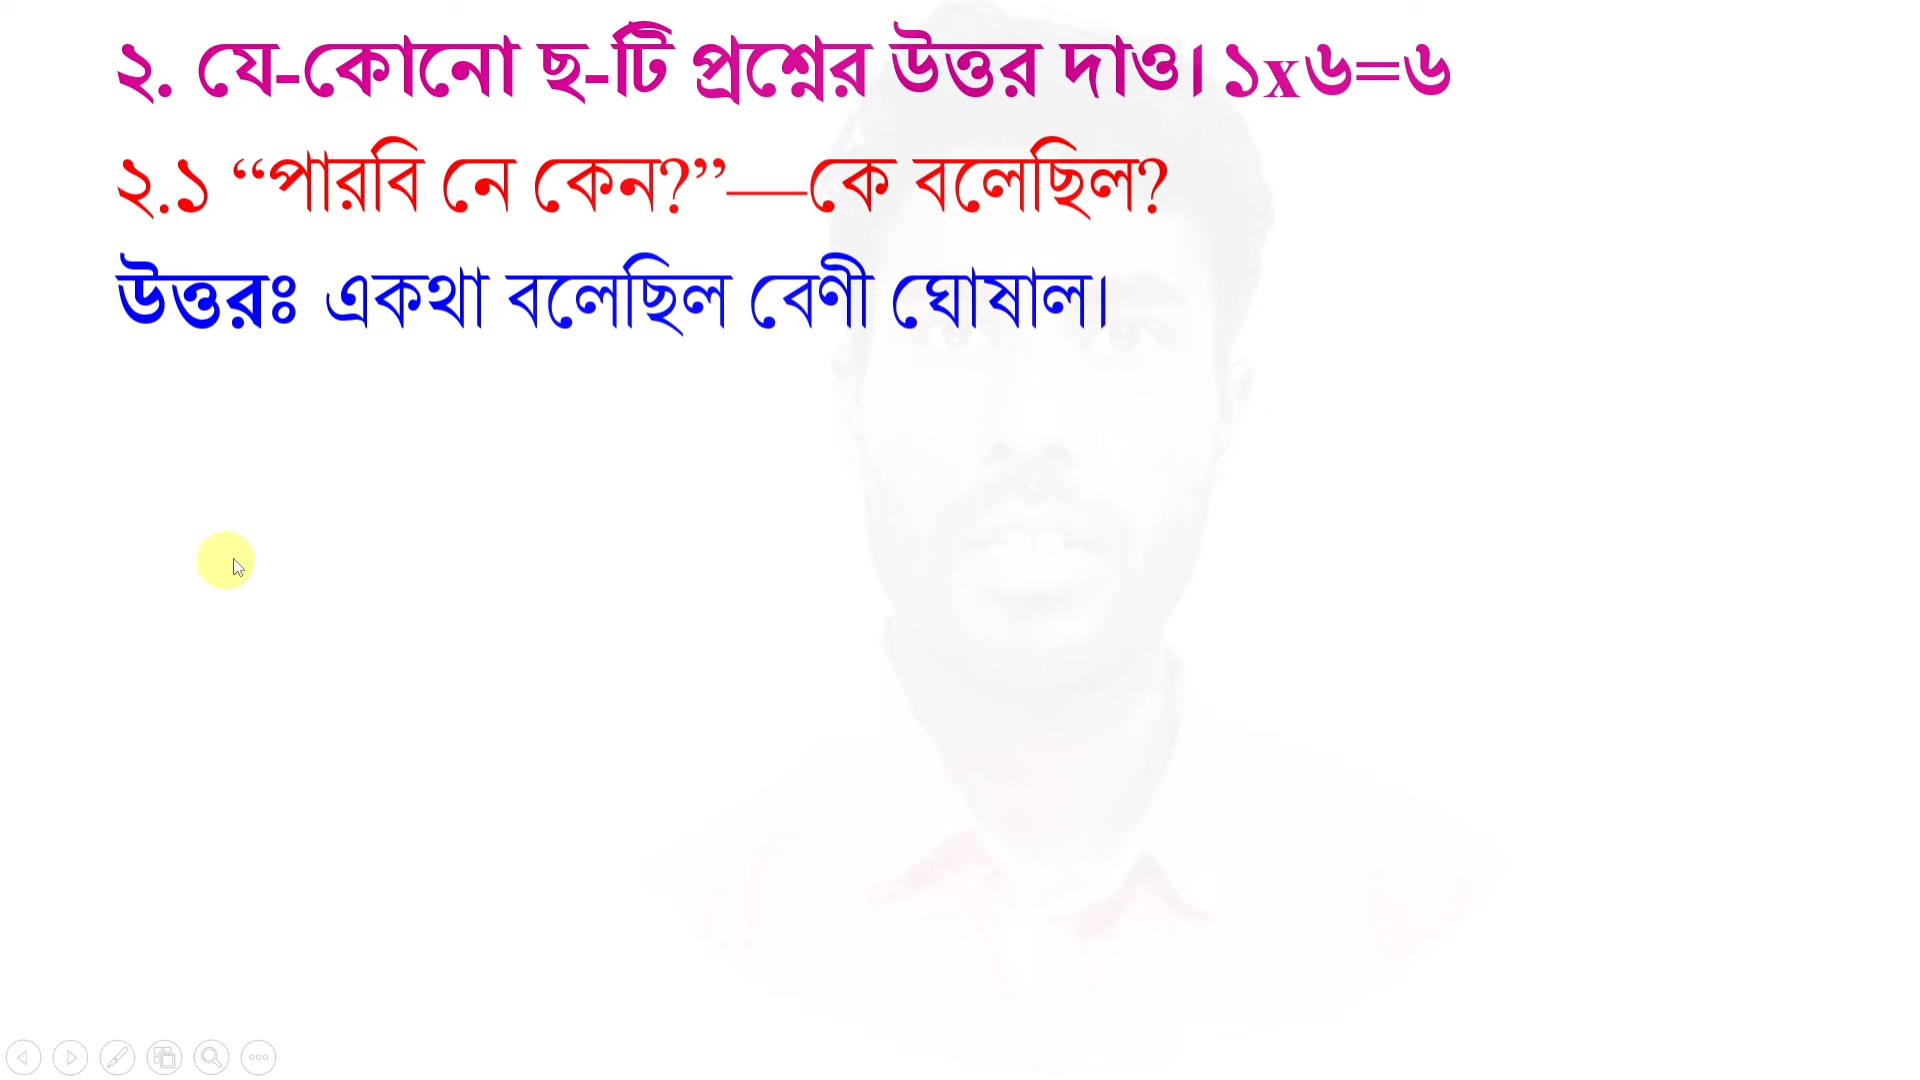 ২. যে-কোনো ছ-টি প্রশ্নের উত্তর দাও। ১x৬=৬
২.১ “পারবি নে কেন?”—কে বলেছিল?
উত্তরঃ একথা বলেছিল বেণী ঘোষাল।